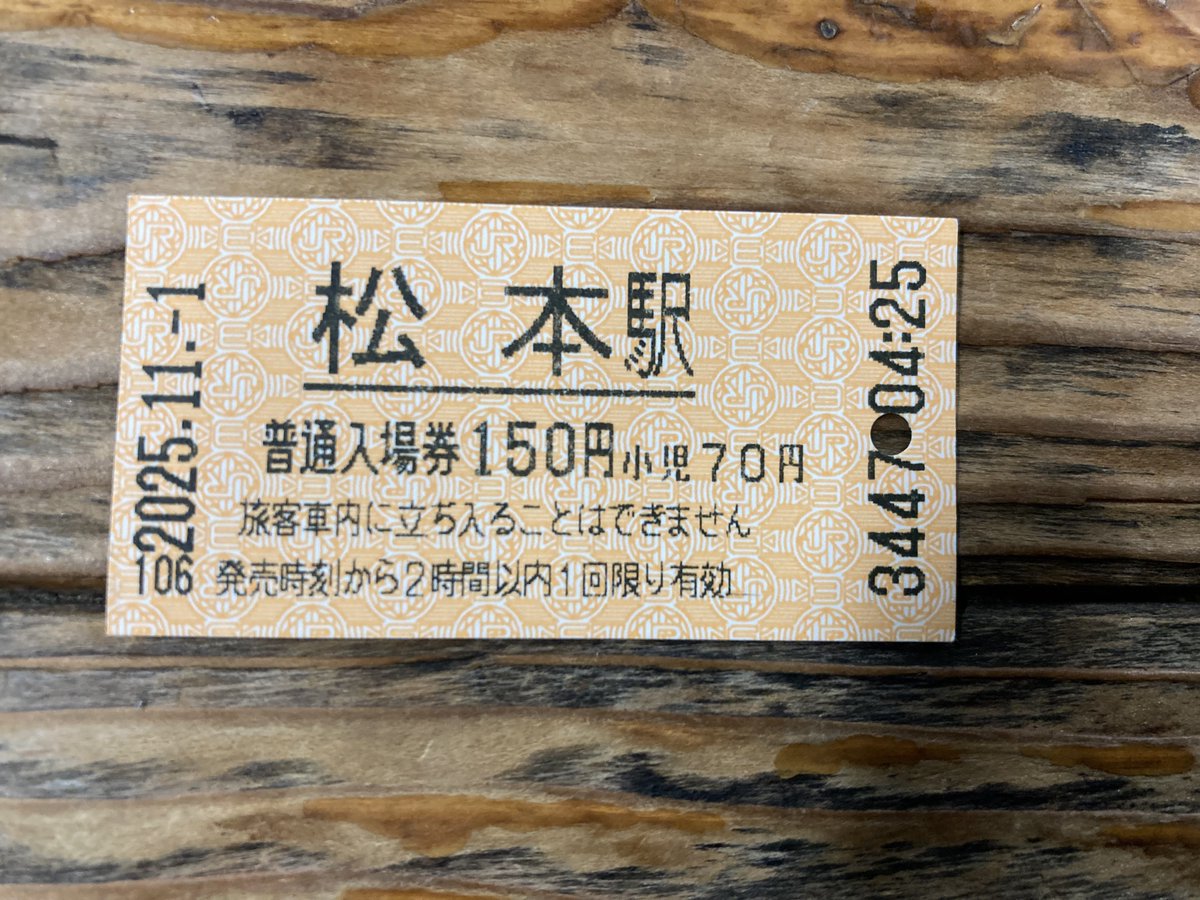 松本駅
普通入場券150円小児70円
旅客車内に立ち入ることはできません
発売時刻から2時間以内1回限り有効
2025.11.-1
106
3447 04:25